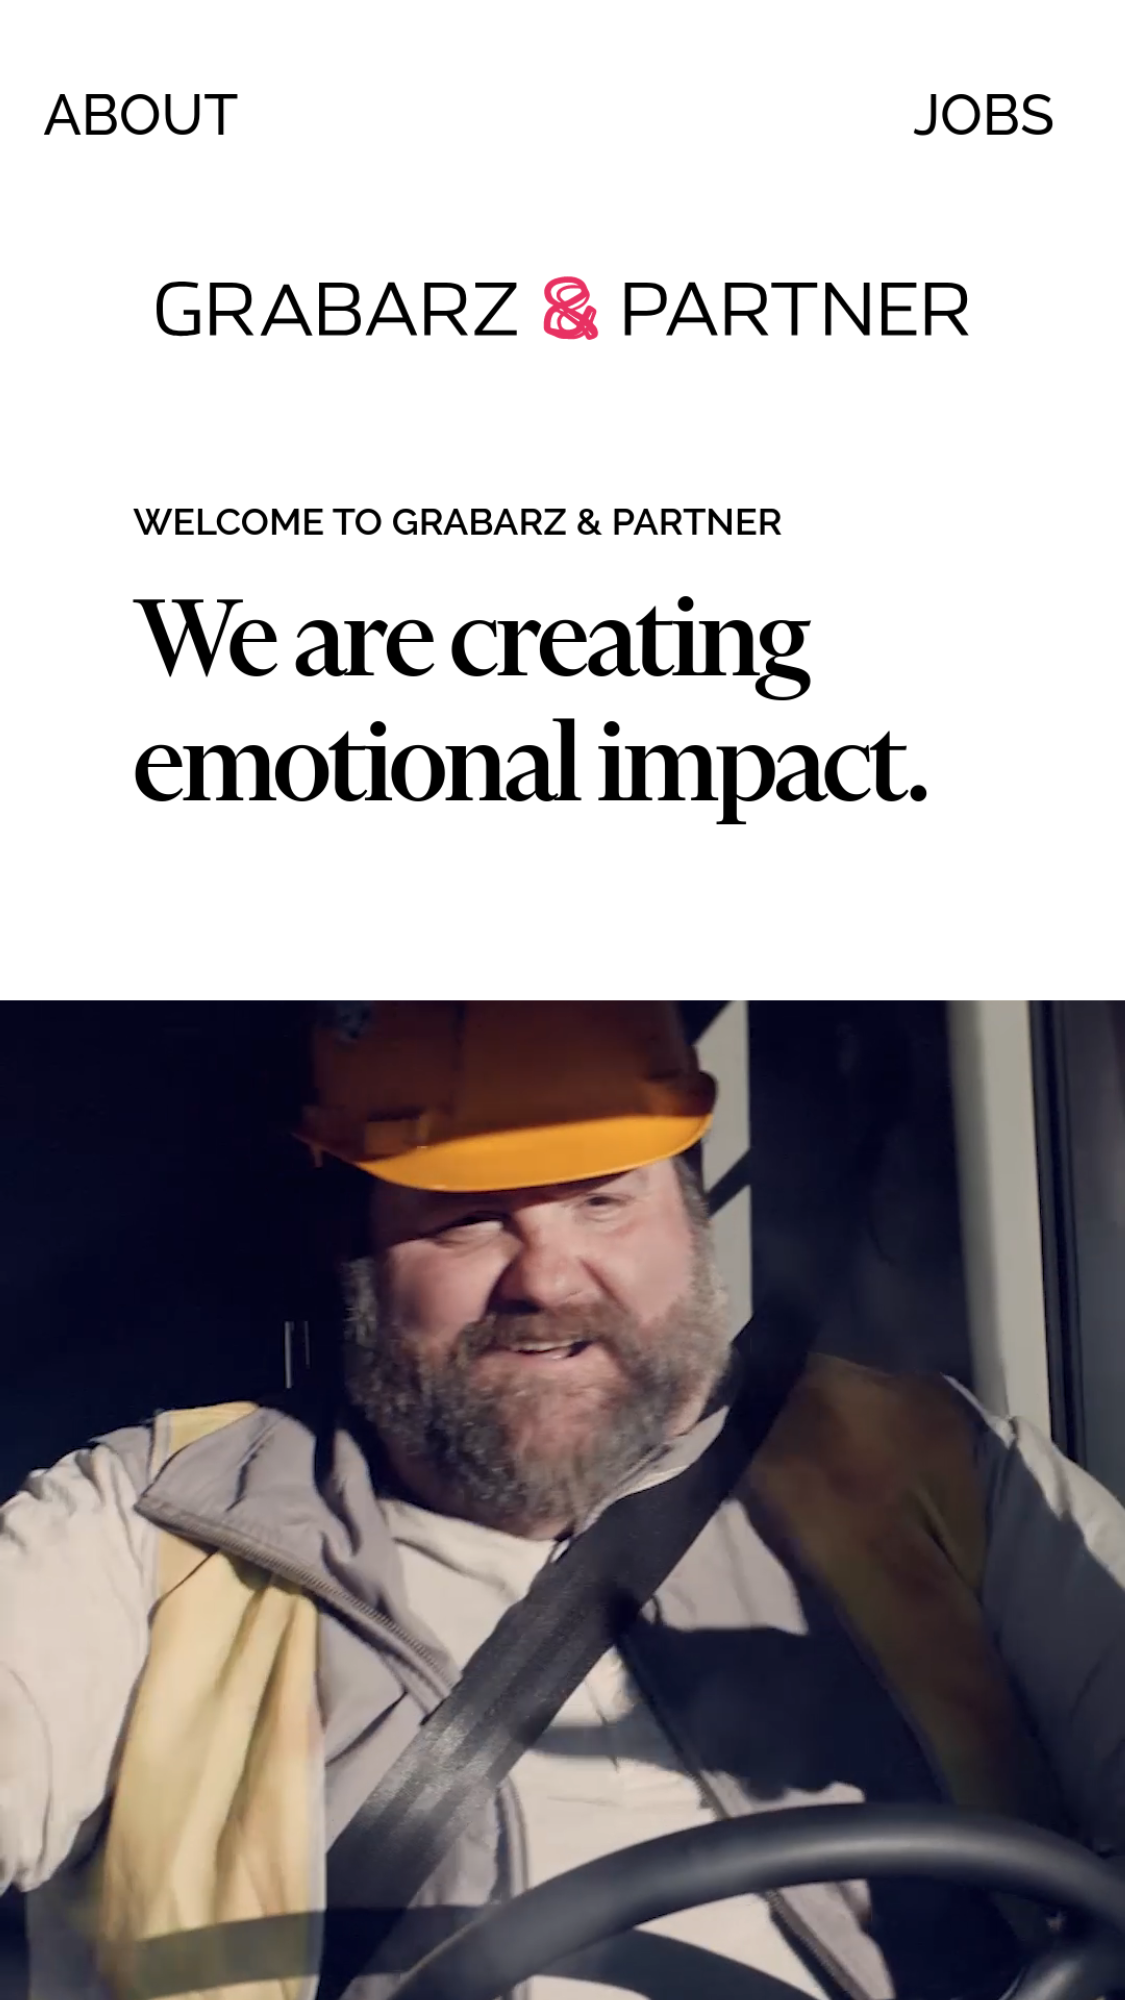 ABOUT
JOBS
GRABARZ & PARTNER
WELCOME TO GRABARZ & PARTNER
We are creating
emotional impact.